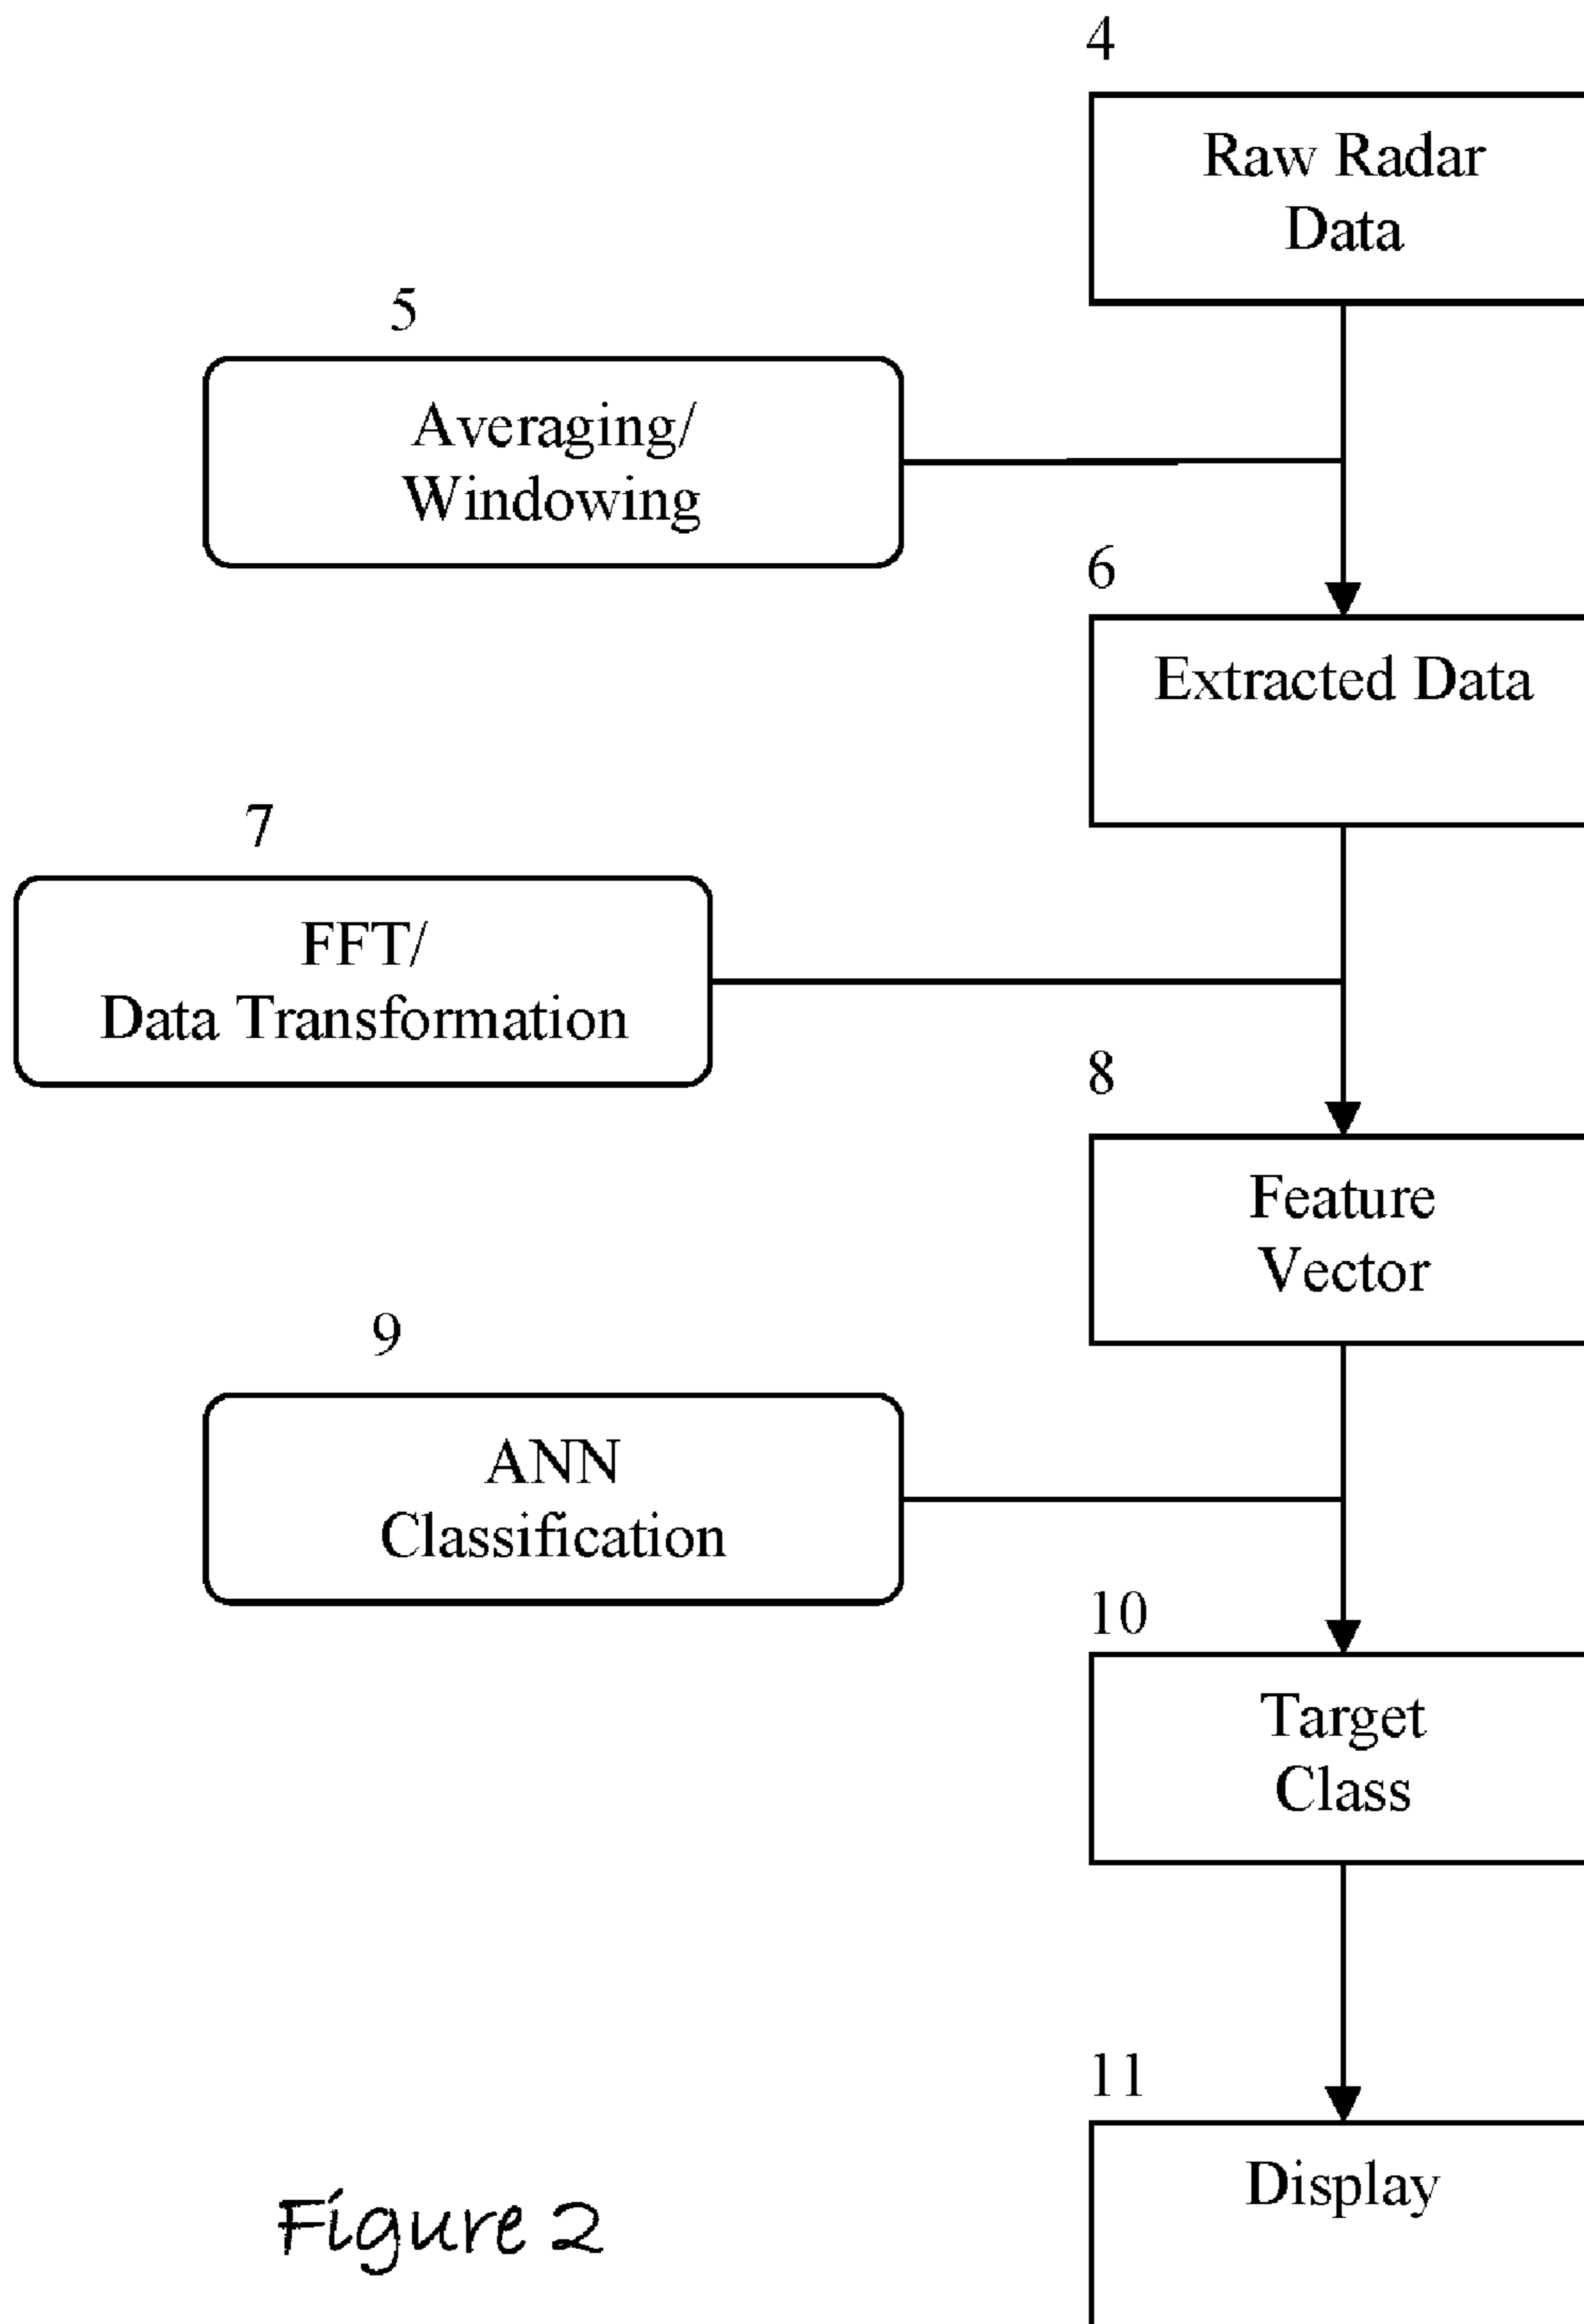 4
Raw Radar
Data
5
Averaging/
Windowing
6
Extracted Data
7
FFT/
Data Transformation
8
Feature
Vector
9
ANN
Classification
10
Target
Class
11
Display
Figure 2